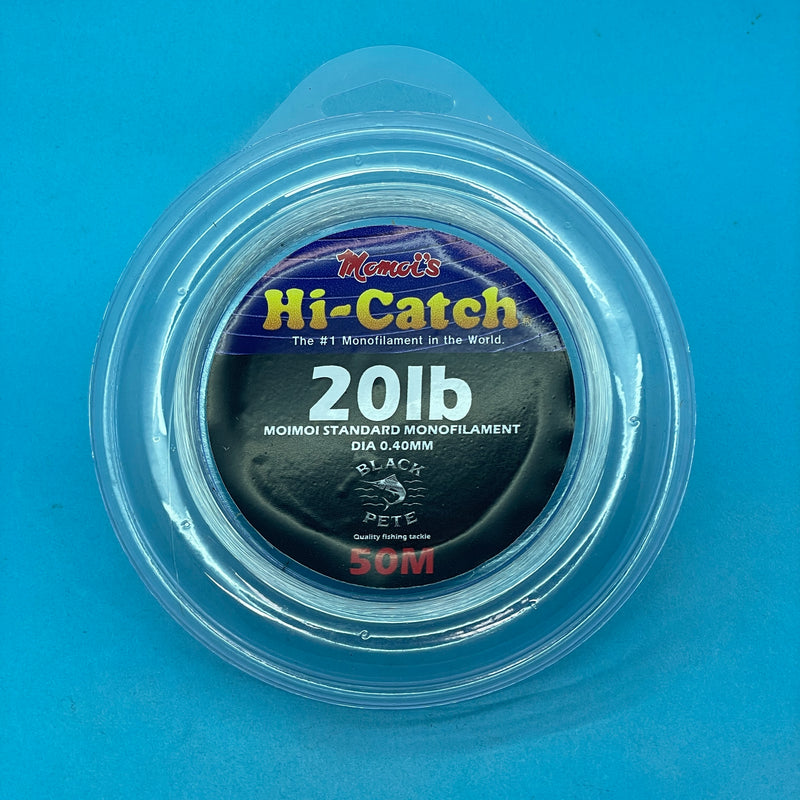 Momoi's
Hi-Catch
The #1 Monofilament in the World.
20lb
MOIMOI STANDARD MONOFILAMENT
DIA 0.40MM
BLACK
PETE
Quality fishing tackle
50M